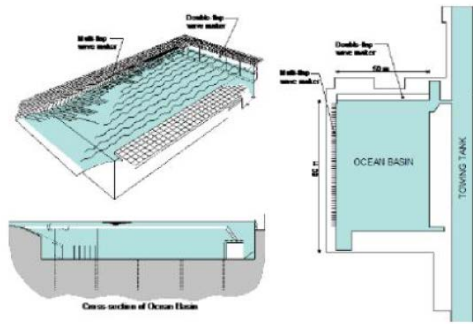 Double-flap
wave maker
Multi-flap
wave maker
Double-flap
wave maker
50 m
Multi-flap
wave maker
OCEAN BASIN
TOWING TANK
Cross-section of Ocean Basin